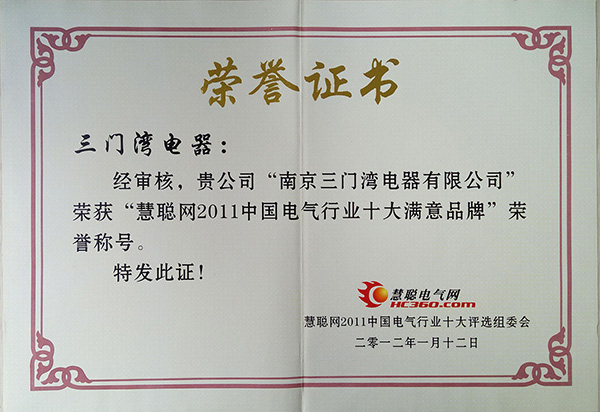 荣誉证书
三门湾电器：
经审核，贵公司“南京三门湾电器有限公司”
荣获“慧聪网2011中国电气行业十大满意品牌”荣
誉称号。
特发此证！
慧聪电气网
HC360.com
慧聪网2011中国电气行业十大评选组委会
二零一二年一月十二日